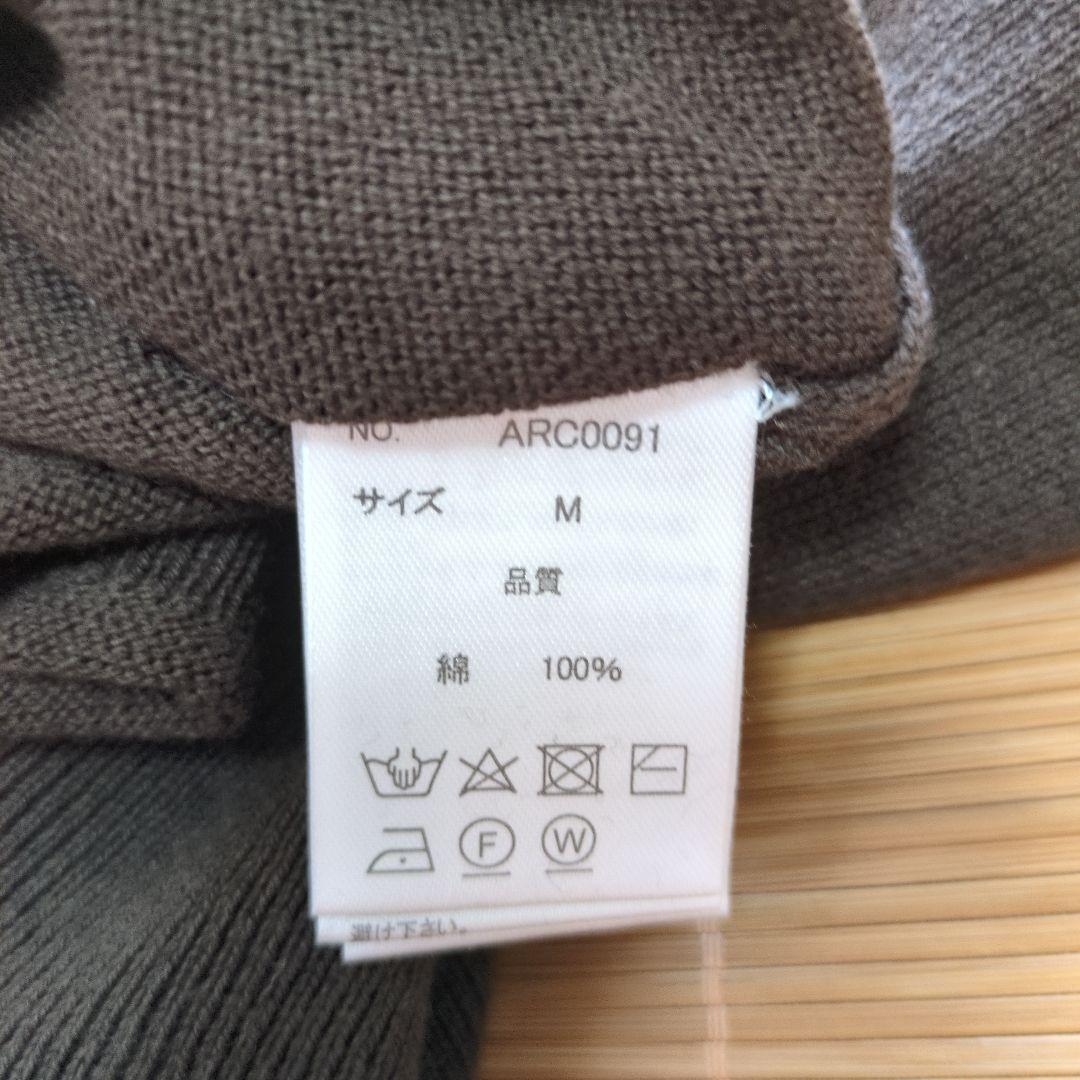 NO. ARC0091
サイズ M
品質
綿 100%
F W
避け下さい。